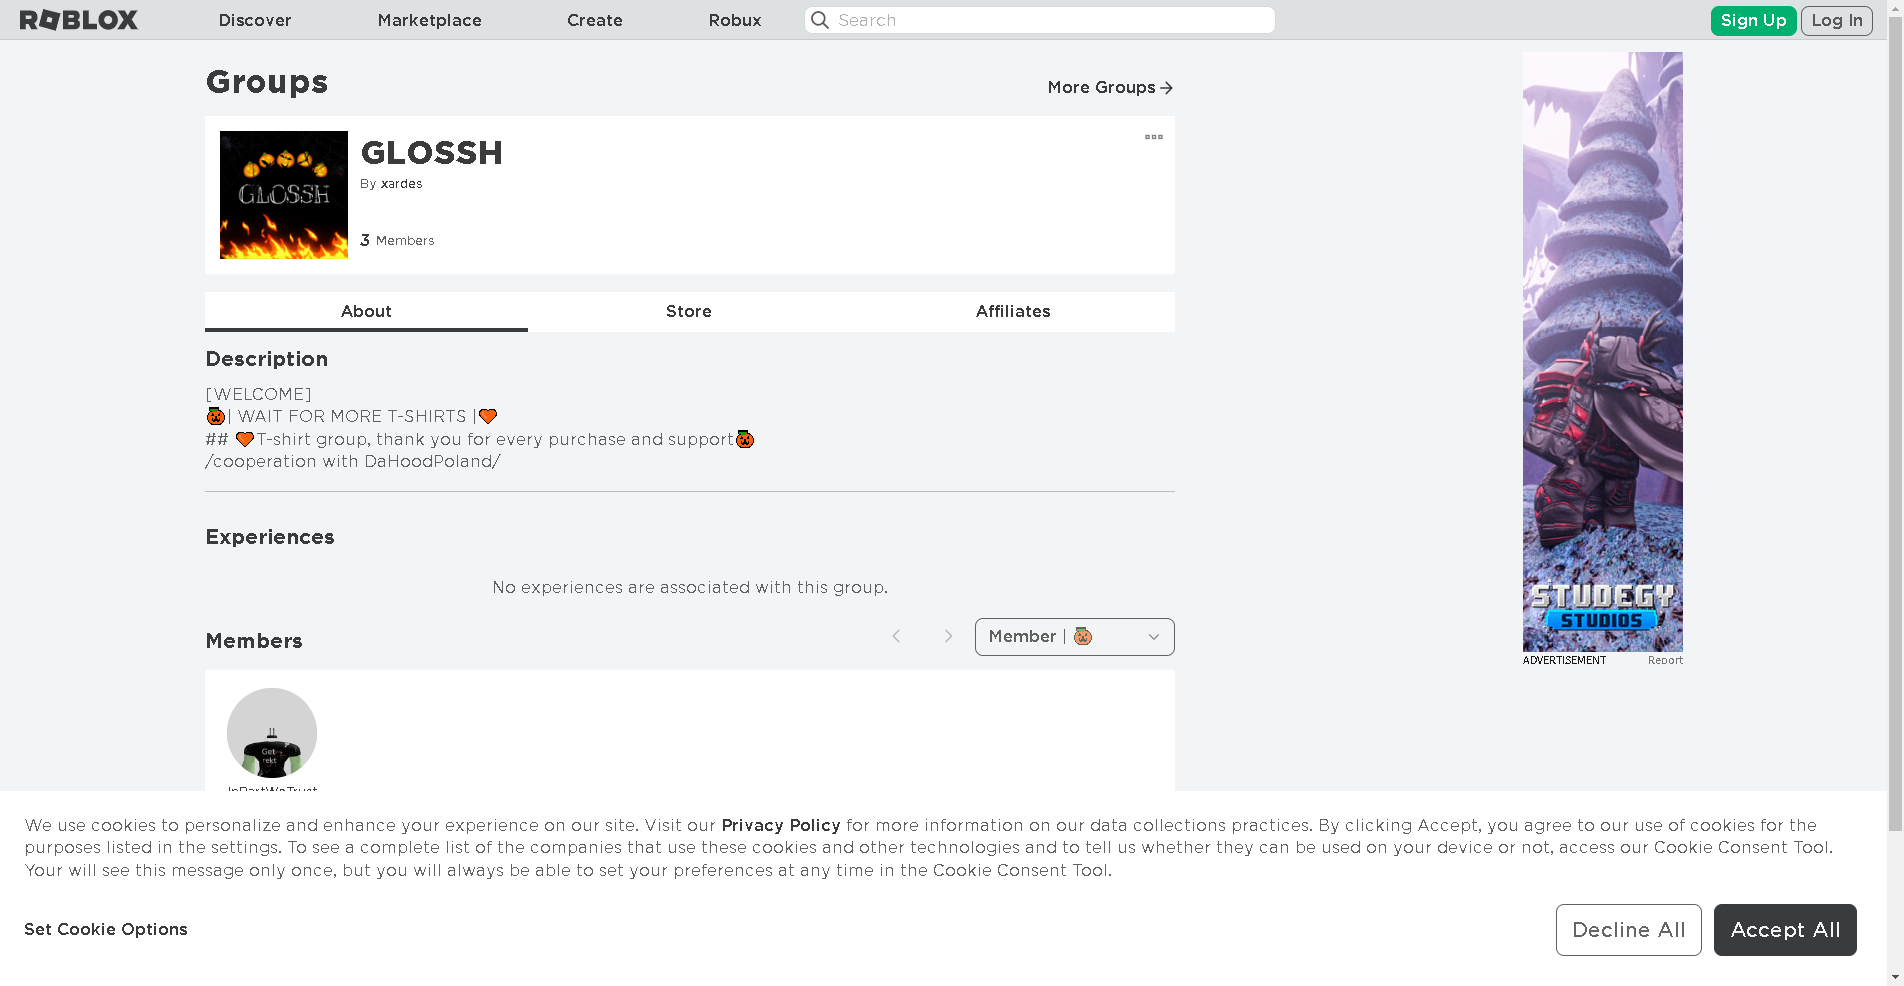 ROBLOX Discover Marketplace Create Robux Search Sign Up Log In
Groups
More Groups
GLOSSH
GLOSSH
By xardes
3 Members
About Store Affiliates
Description
[WELCOME]
🎃| WAIT FOR MORE T-SHIRTS |🧡
## 🧡T-shirt group, thank you for every purchase and support🎃
/cooperation with DaHoodPoland/
Experiences
No experiences are associated with this group.
Members
Member | 🎃
STUDEGY
STUDIOS
ADVERTISEMENT Report
Get
rekt
We use cookies to personalize and enhance your experience on our site. Visit our Privacy Policy for more information on our data collections practices. By clicking Accept, you agree to our use of cookies for the
purposes listed in the settings. To see a complete list of the companies that use these cookies and other technologies and to tell us whether they can be used on your device or not, access our Cookie Consent Tool.
Your will see this message only once, but you will always be able to set your preferences at any time in the Cookie Consent Tool.
Set Cookie Options
Decline All
Accept All